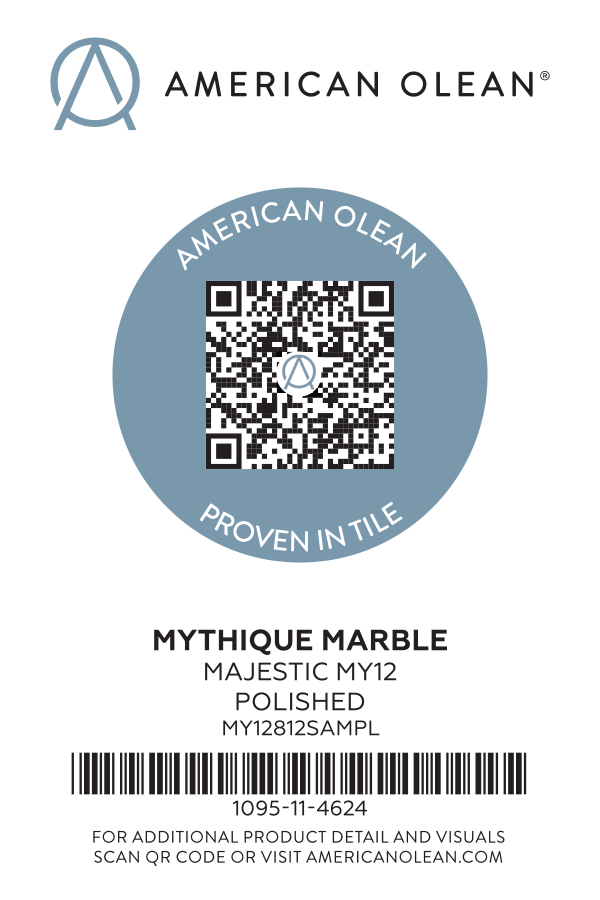 AMERICAN OLEAN®
AMERICAN OLEAN
PROVEN IN TILE
MYTHIQUE MARBLE
MAJESTIC MY12
POLISHED
MY12812SAMPL
1095-11-4624
FOR ADDITIONAL PRODUCT DETAIL AND VISUALS
SCAN QR CODE OR VISIT AMERICANOLEAN.COM